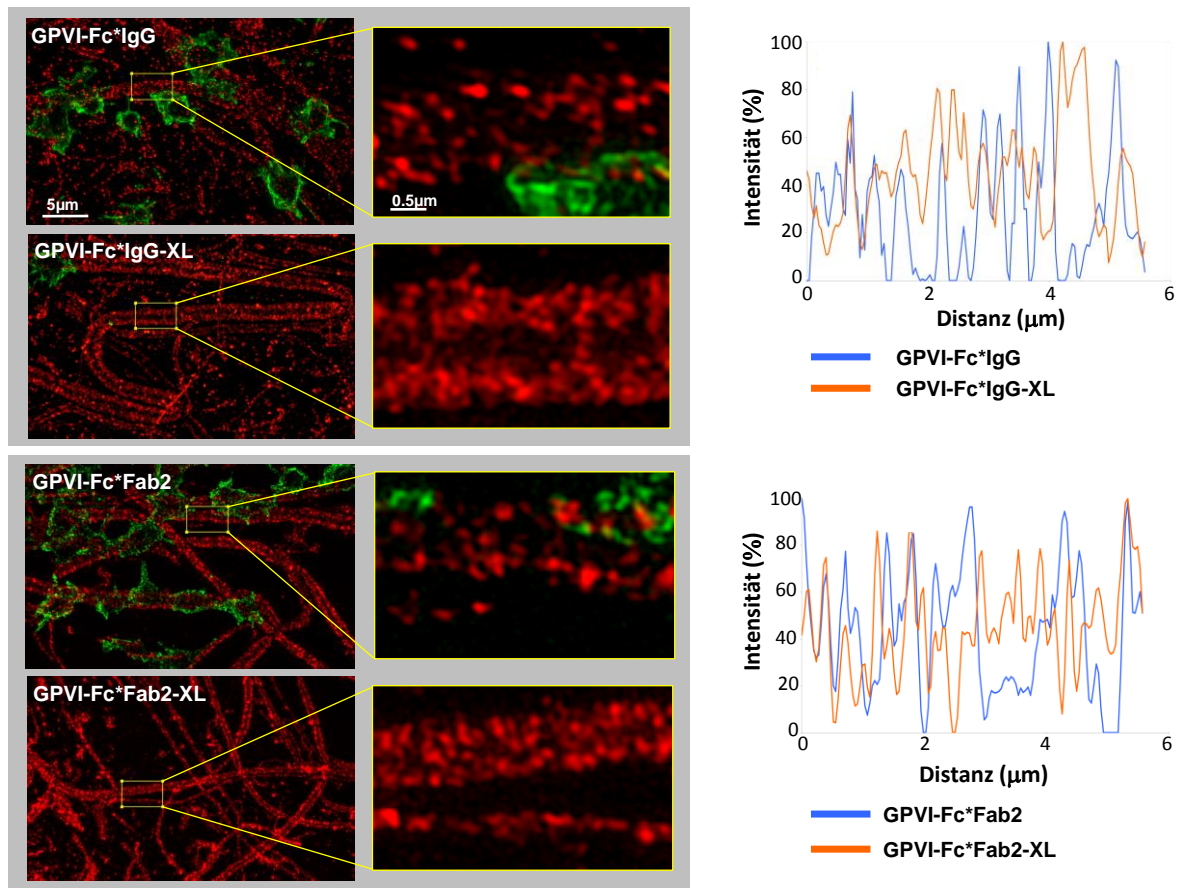 GPVI-Fc*IgG
5µm
0.5µm
GPVI-Fc*IgG-XL
Intensität (%)
100
80
60
40
20
0
0 2 4 6
Distanz (µm)
GPVI-Fc*IgG
GPVI-Fc*IgG-XL
GPVI-Fc*Fab2
GPVI-Fc*Fab2-XL
Intensität (%)
100
80
60
40
20
0
0 2 4 6
Distanz (µm)
GPVI-Fc*Fab2
GPVI-Fc*Fab2-XL